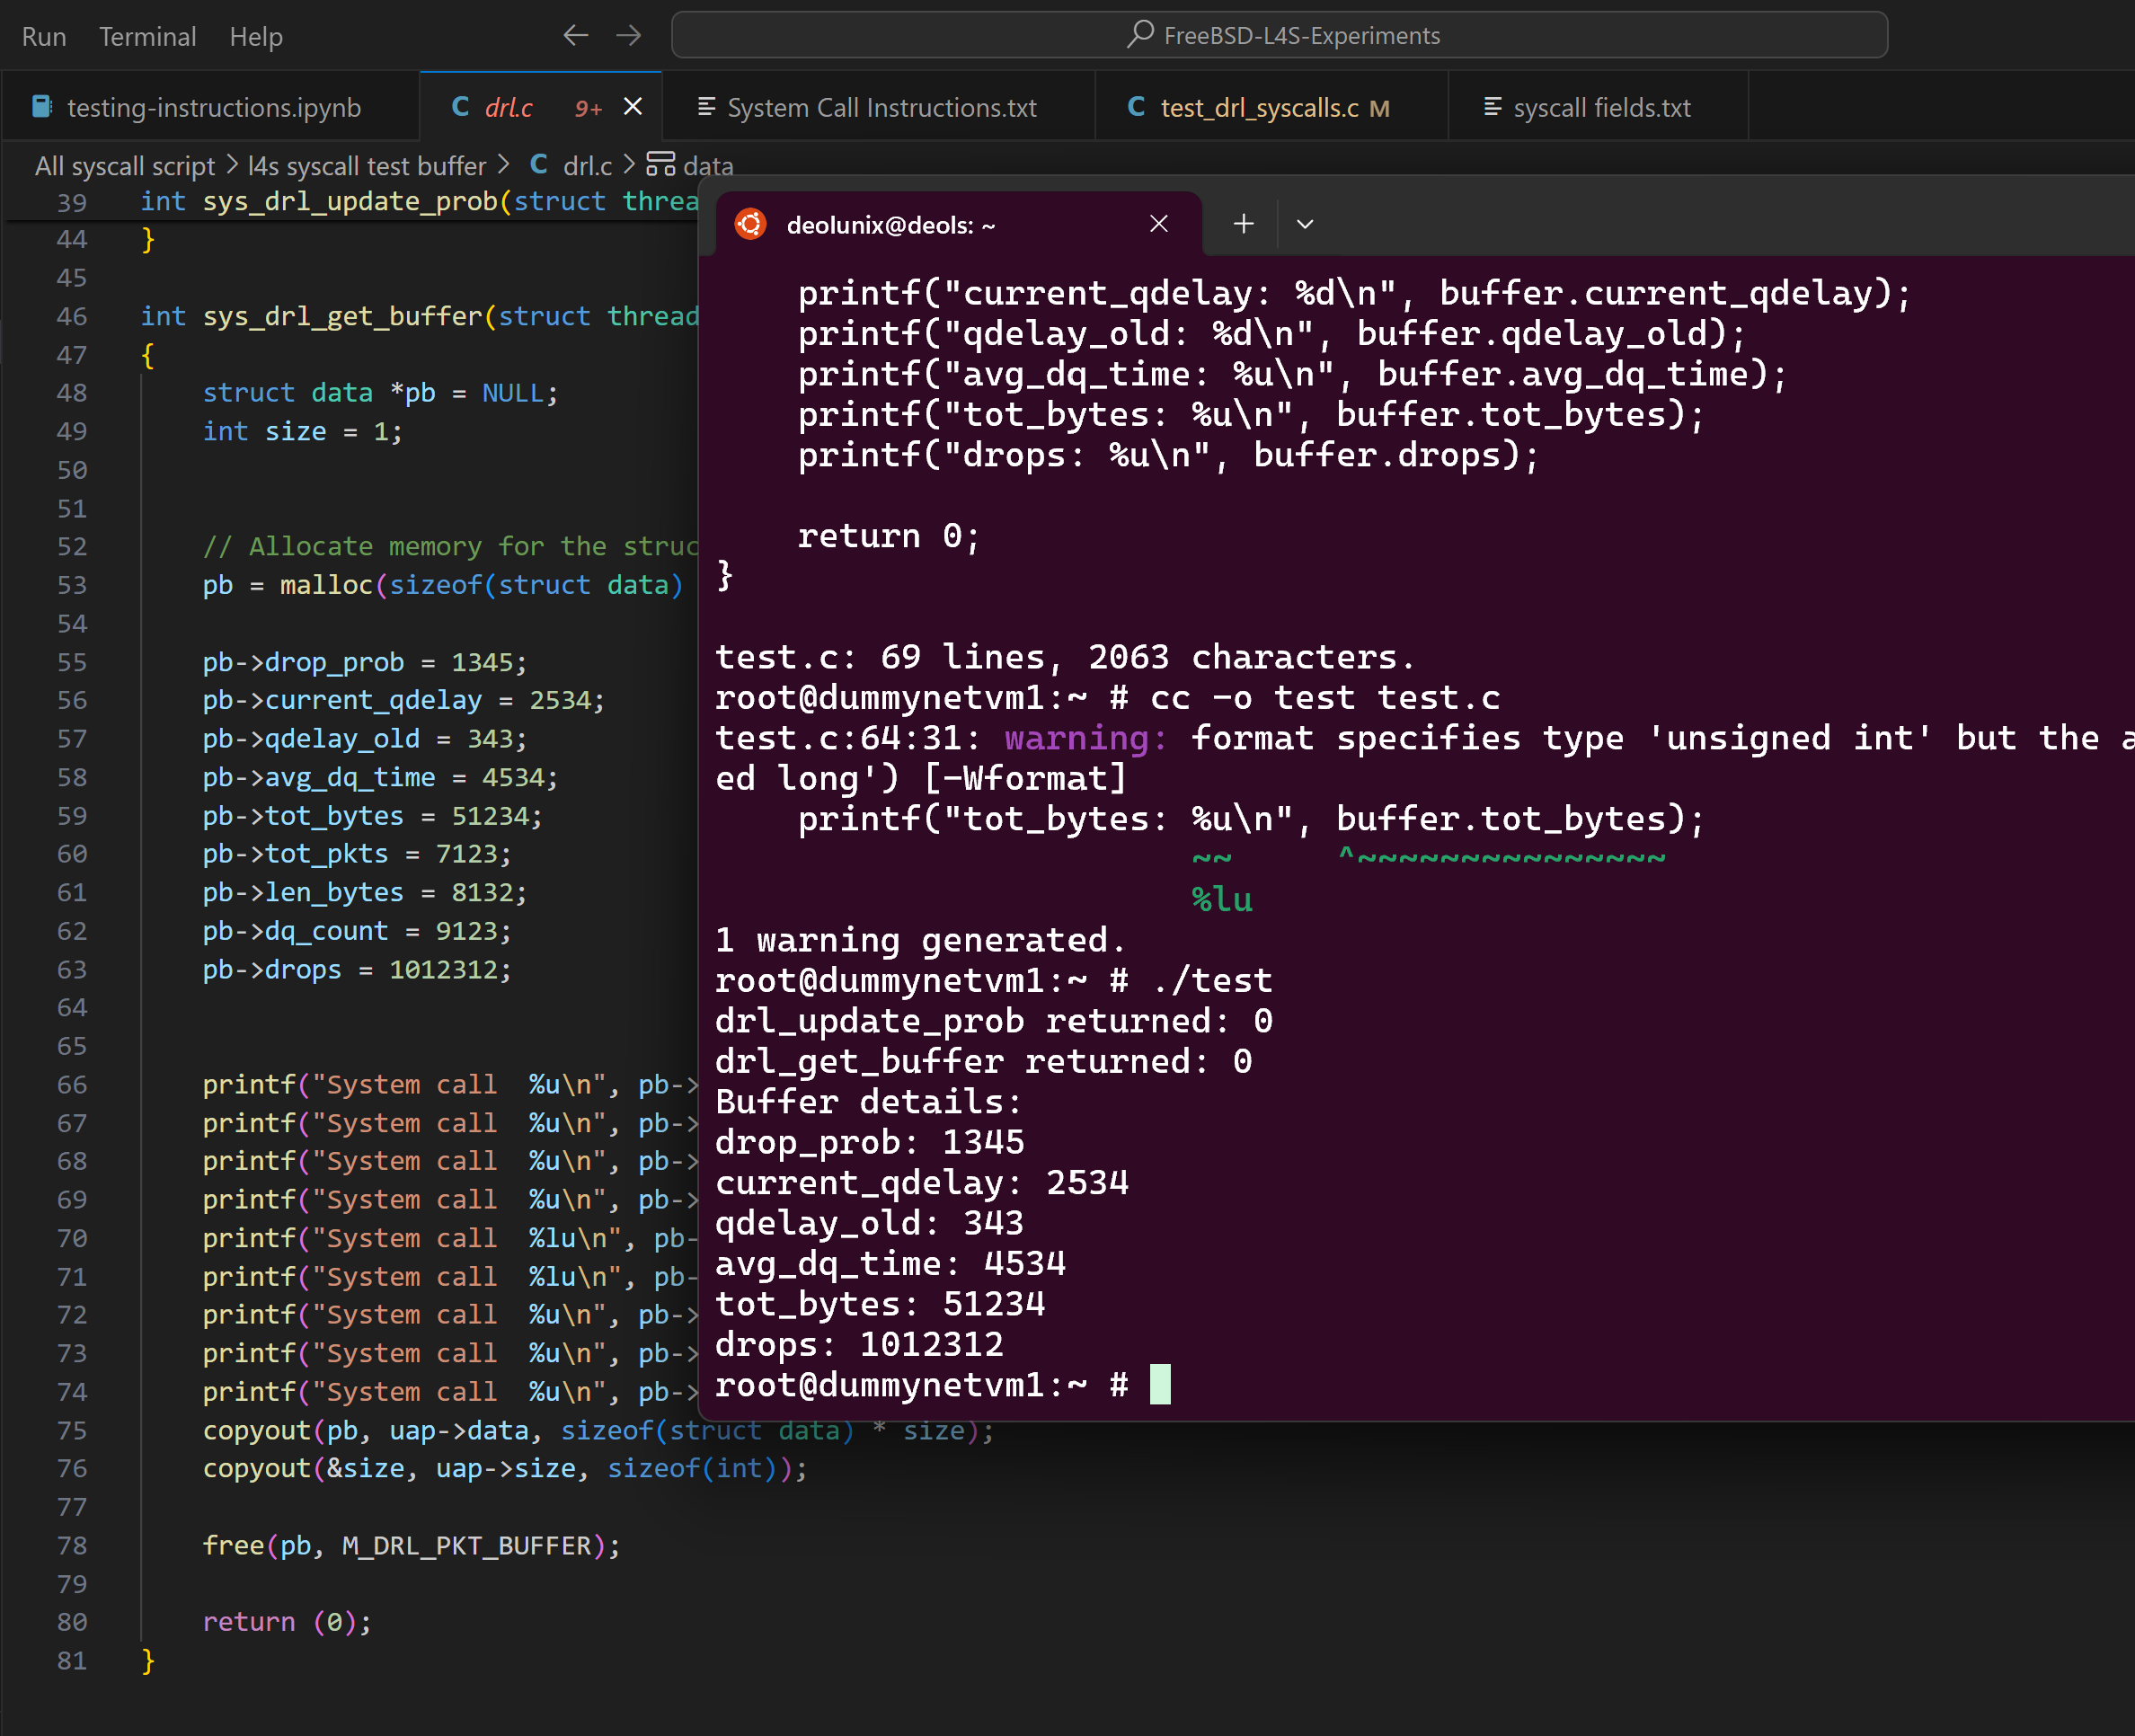 Run Terminal Help
FreeBSD-L4S-Experiments
testing-instructions.ipynb
drl.c 9+
System Call Instructions.txt
test_drl_syscalls.c M
syscall fields.txt
All syscall script > l4s syscall test buffer > C drl.c > data
39 int sys_drl_update_prob(struct threa
44 }
45
46 int sys_drl_get_buffer(struct thread
47 {
48 struct data *pb = NULL;
49 int size = 1;
50
51
52 // Allocate memory for the struc
53 pb = malloc(sizeof(struct data)
54
55 pb->drop_prob = 1345;
56 pb->current_qdelay = 2534;
57 pb->qdelay_old = 343;
58 pb->avg_dq_time = 4534;
59 pb->tot_bytes = 51234;
60 pb->tot_pkts = 7123;
61 pb->len_bytes = 8132;
62 pb->dq_count = 9123;
63 pb->drops = 1012312;
64
65
66 printf("System call  %u\n", pb->
67 printf("System call  %u\n", pb->
68 printf("System call  %u\n", pb->
69 printf("System call  %u\n", pb->
70 printf("System call  %lu\n", pb-
71 printf("System call  %lu\n", pb-
72 printf("System call  %u\n", pb->
73 printf("System call  %u\n", pb->
74 printf("System call  %u\n", pb->
75 copyout(pb, uap->data, sizeof(struct data) * size);
76 copyout(&size, uap->size, sizeof(int));
77
78 free(pb, M_DRL_PKT_BUFFER);
79
80 return (0);
81 }
deolunix@deols: ~
printf("current_qdelay: %d\n", buffer.current_qdelay);
printf("qdelay_old: %d\n", buffer.qdelay_old);
printf("avg_dq_time: %u\n", buffer.avg_dq_time);
printf("tot_bytes: %u\n", buffer.tot_bytes);
printf("drops: %u\n", buffer.drops);
return 0;
}
test.c: 69 lines, 2063 characters.
root@dummynetvm1:~ # cc -o test test.c
test.c:64:31: warning: format specifies type 'unsigned int' but the a
ed long') [-Wformat]
printf("tot_bytes: %u\n", buffer.tot_bytes);
~~ ^~~~~~~~~~~~~~~~
%lu
1 warning generated.
root@dummynetvm1:~ # ./test
drl_update_prob returned: 0
drl_get_buffer returned: 0
Buffer details:
drop_prob: 1345
current_qdelay: 2534
qdelay_old: 343
avg_dq_time: 4534
tot_bytes: 51234
drops: 1012312
root@dummynetvm1:~ #